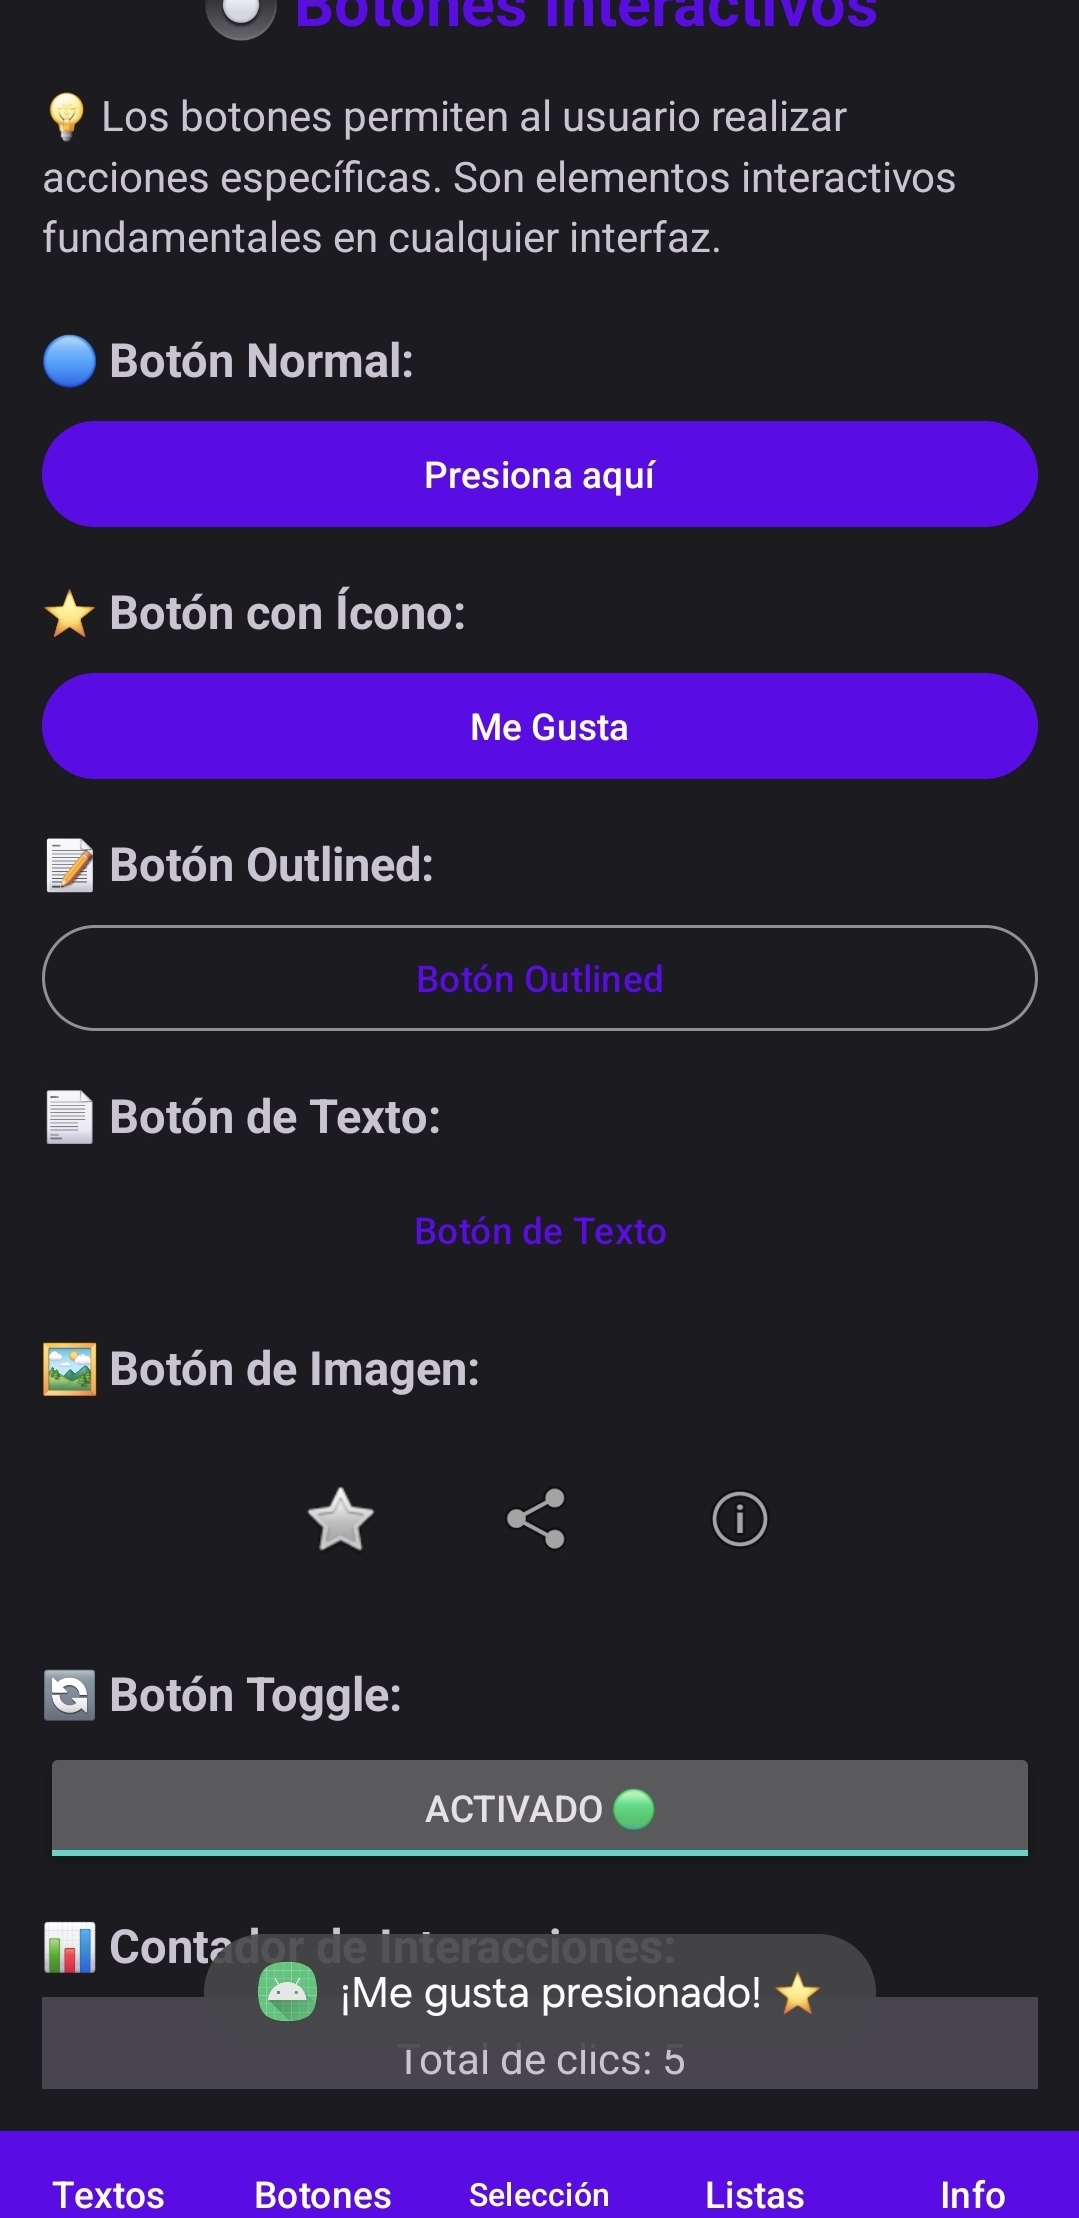 Botones Interactivos
💡 Los botones permiten al usuario realizar
acciones específicas. Son elementos interactivos
fundamentales en cualquier interfaz.
🔵 Botón Normal:
Presiona aquí
⭐ Botón con Ícono:
Me Gusta
📝 Botón Outlined:
Botón Outlined
📄 Botón de Texto:
Botón de Texto
🖼️ Botón de Imagen:
🔄 Botón Toggle:
ACTIVADO 🟢
📊 Contador de Interacciones:
¡Me gusta presionado! ⭐
Total de clics: 5
Textos
Botones
Selección
Listas
Info